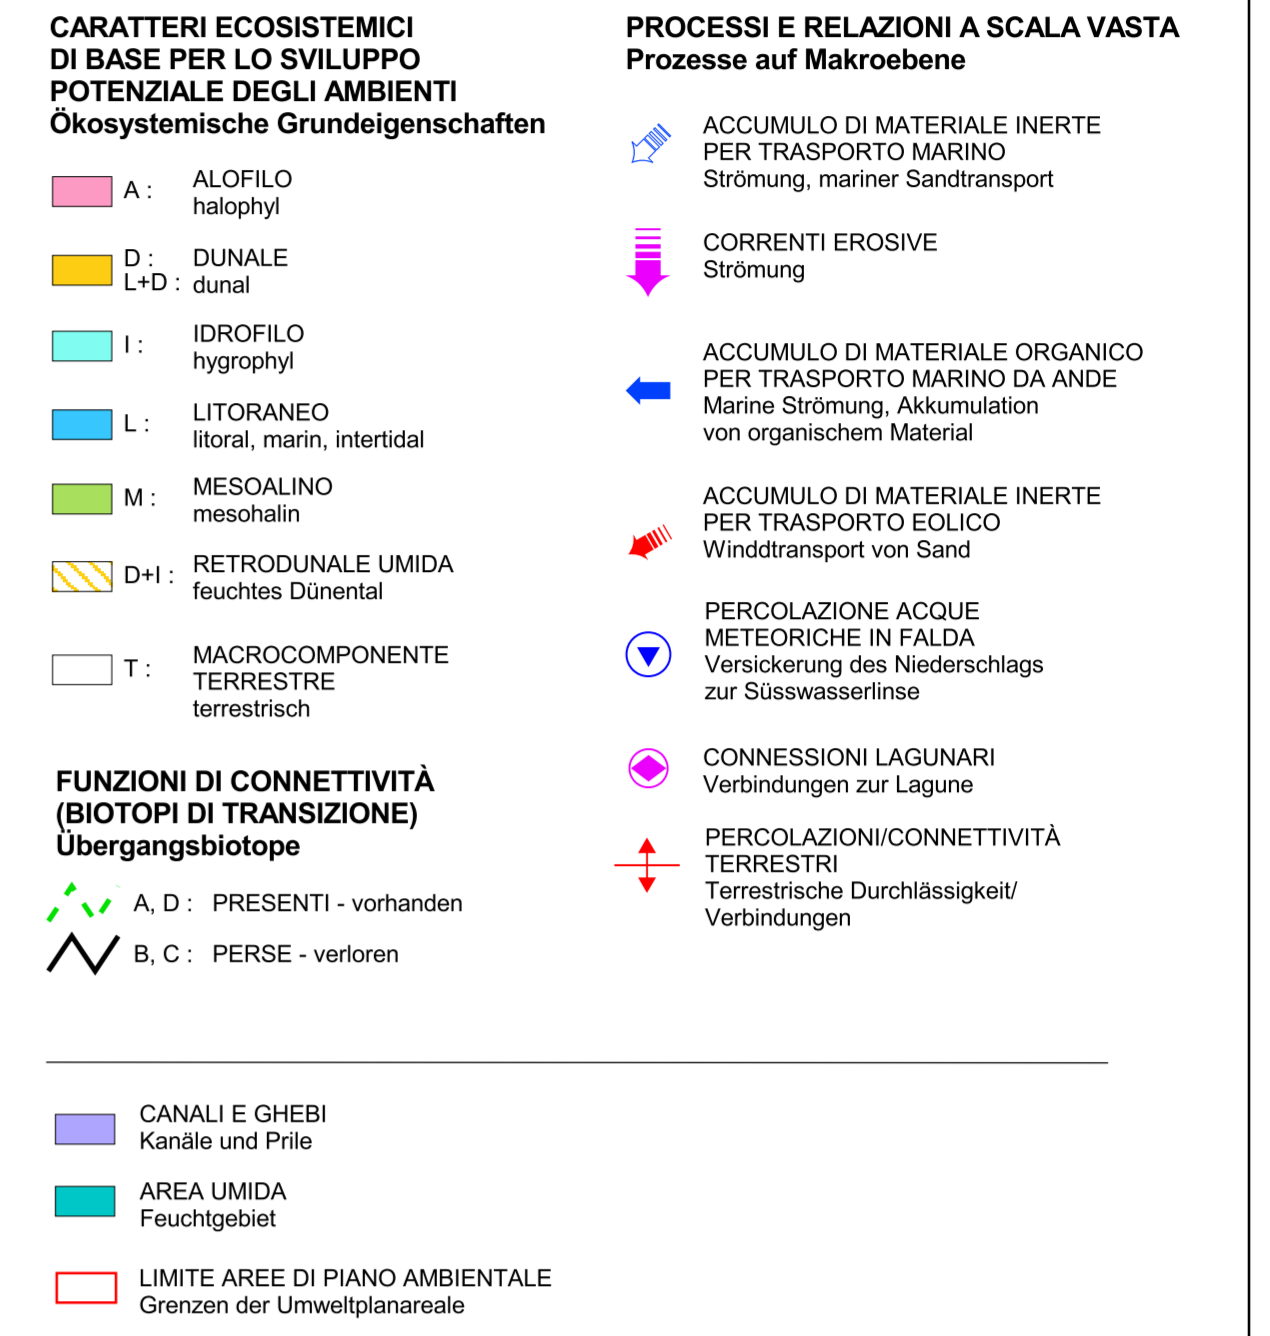 CARATTERI ECOSISTEMICI
DI BASE PER LO SVILUPPO
POTENZIALE DEGLI AMBIENTI
Ökosystemische Grundeigenschaften
A : ALOFILO
halophyl
D : DUNALE
L+D : dunal
I : IDROFILO
hygrophyl
L : LITORANEO
litoral, marin, intertidal
M : MESOALINO
mesohalin
D+I : RETRODUNALE UMIDA
feuchtes Dünental
T : MACROCOMPONENTE
TERRESTRE
terrestrisch
FUNZIONI DI CONNETTIVITÀ
(BIOTOPI DI TRANSIZIONE)
Übergangsbiotope
A, D : PRESENTI - vorhanden
B, C : PERSE - verloren
PROCESSI E RELAZIONI A SCALA VASTA
Prozesse auf Makroebene
ACCUMULO DI MATERIALE INERTE
PER TRASPORTO MARINO
Strömung, mariner Sandtransport
CORRENTI EROSIVE
Strömung
ACCUMULO DI MATERIALE ORGANICO
PER TRASPORTO MARINO DA ANDE
Marine Strömung, Akkumulation
von organischem Material
ACCUMULO DI MATERIALE INERTE
PER TRASPORTO EOLICO
Winddtransport von Sand
PERCOLAZIONE ACQUE
METEORICHE IN FALDA
Versickerung des Niederschlags
zur Süsswasserlinse
CONNESSIONI LAGUNARI
Verbindungen zur Lagune
PERCOLAZIONI/CONNETTIVITÀ
TERRESTRI
Terrestrische Durchlässigkeit/
Verbindungen
CANALI E GHEBI
Kanäle und Prile
AREA UMIDA
Feuchtgebiet
LIMITE AREE DI PIANO AMBIENTALE
Grenzen der Umweltplanareale